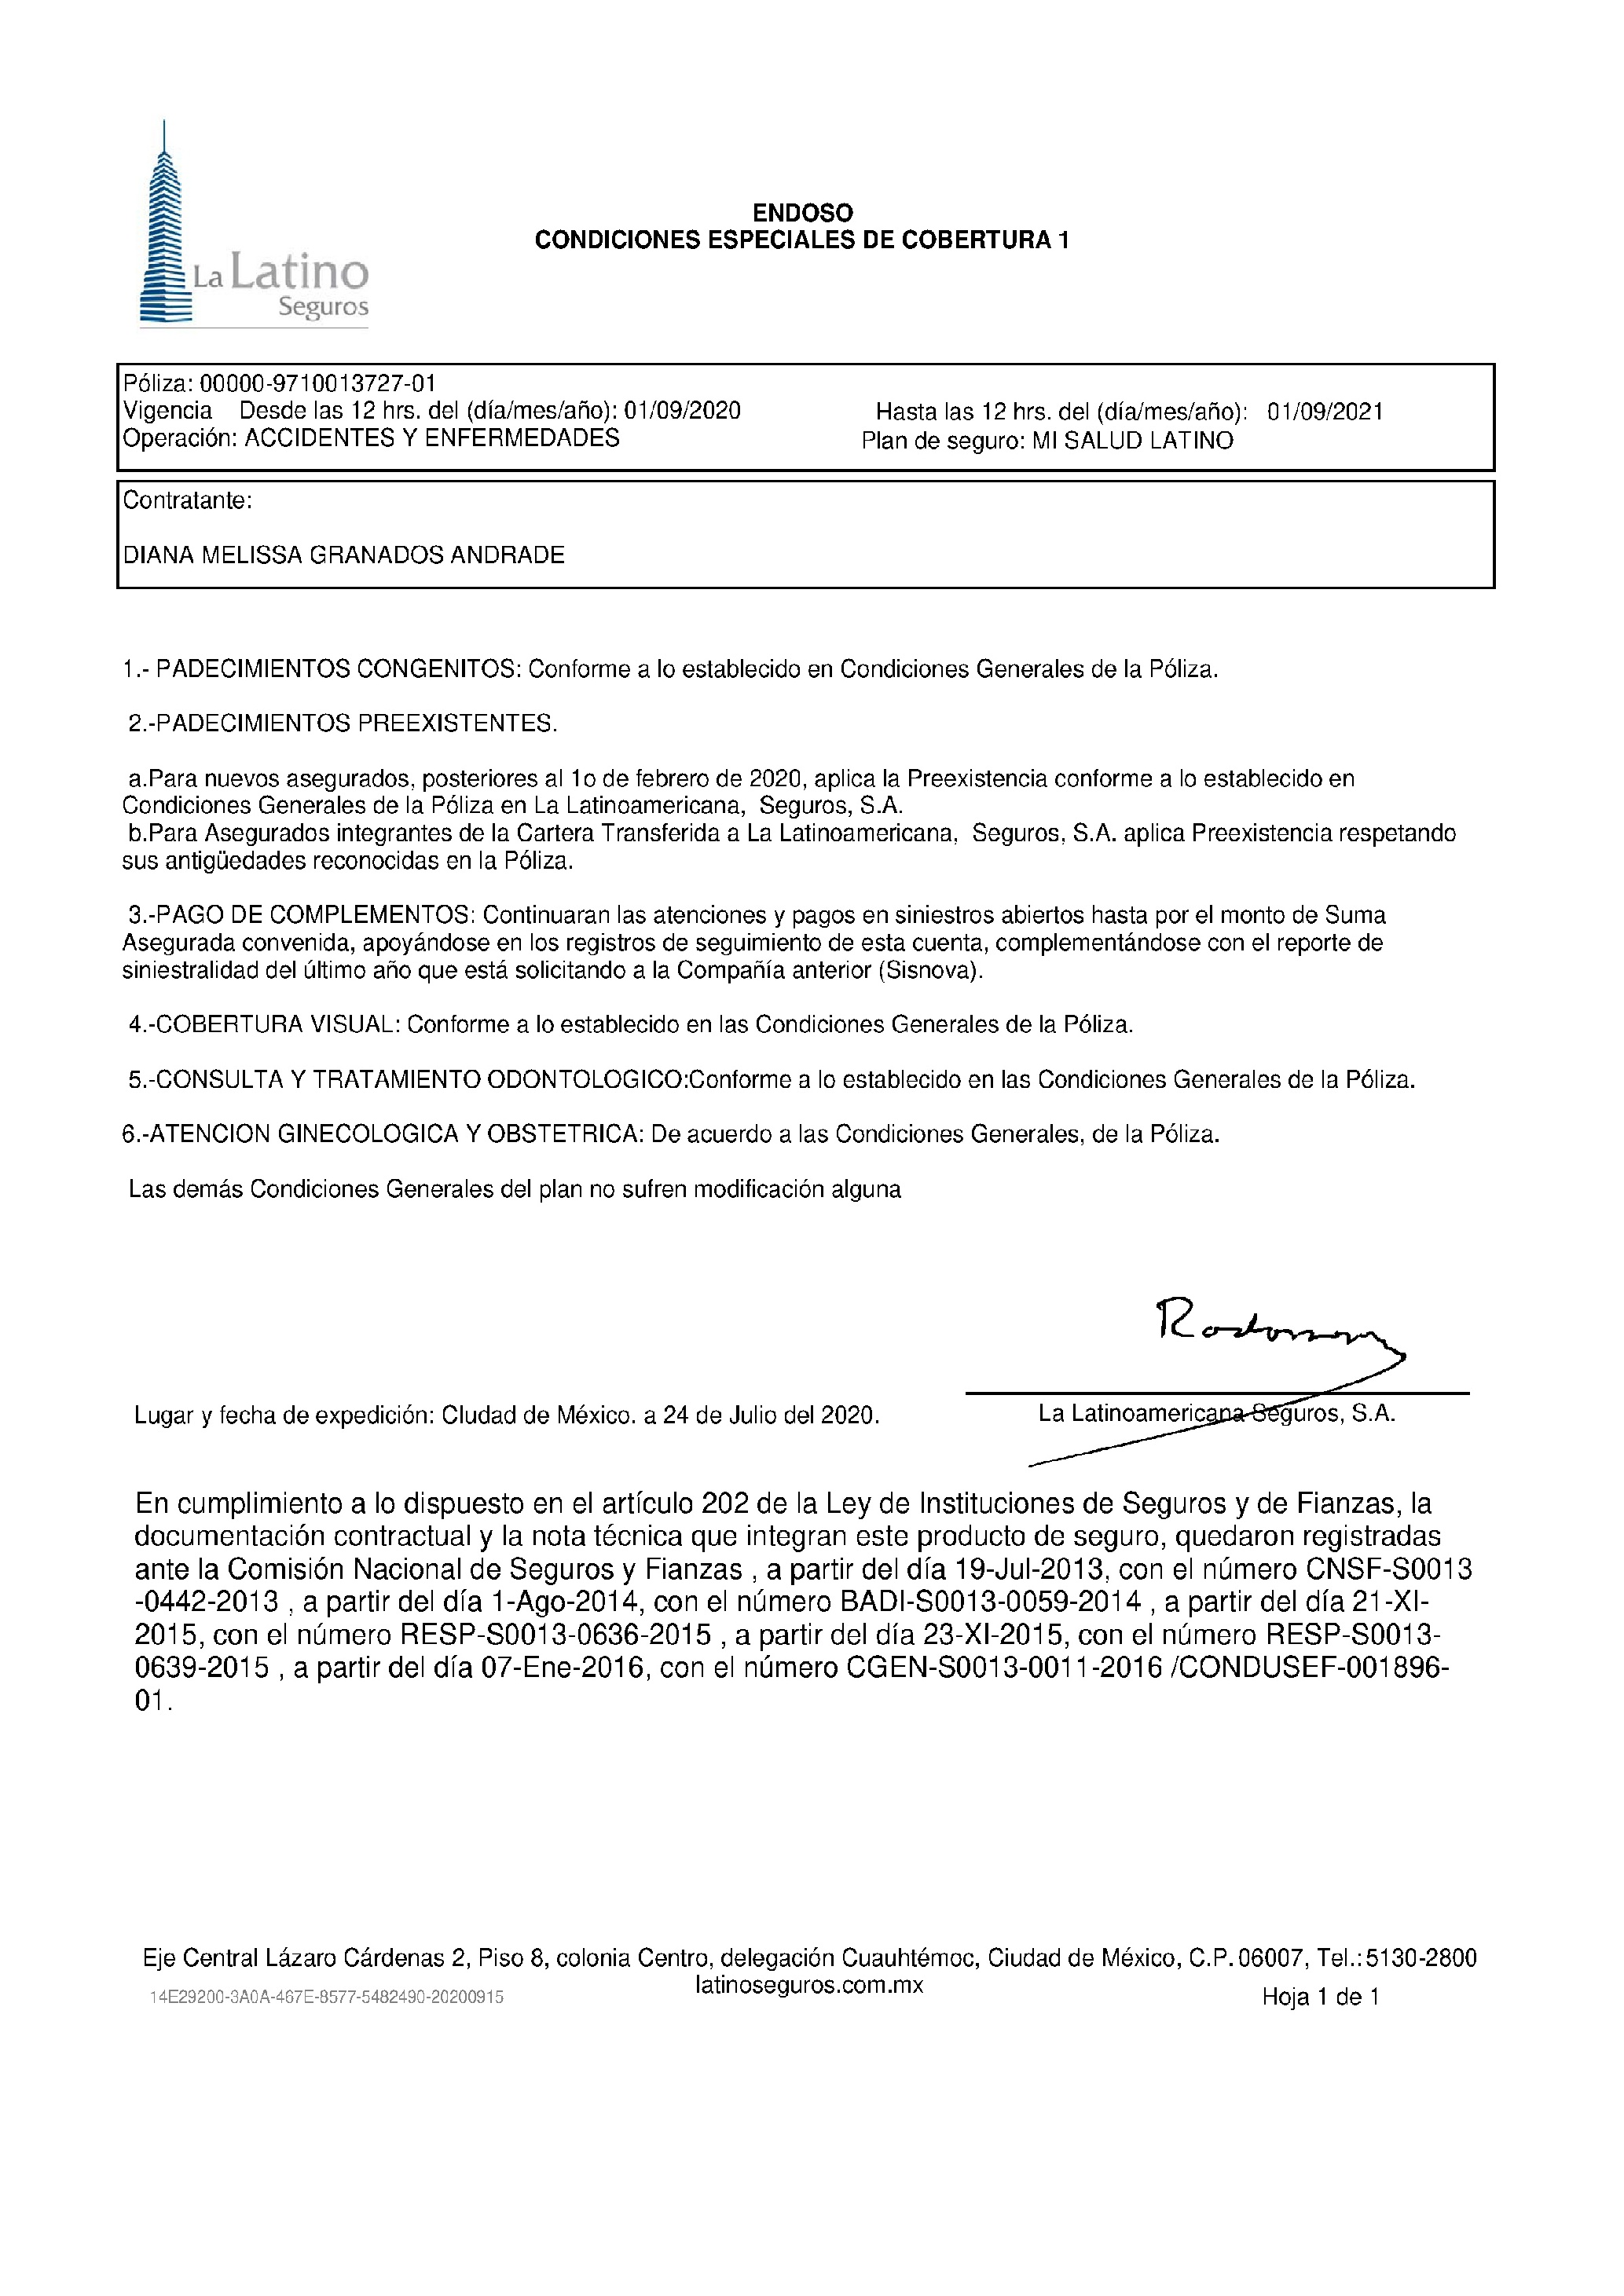 La Latino
Seguros
ENDOSO
CONDICIONES ESPECIALES DE COBERTURA 1
Póliza: 00000-9710013727-01
Vigencia Desde las 12 hrs. del (día/mes/año): 01/09/2020 Hasta las 12 hrs. del (día/mes/año): 01/09/2021
Operación: ACCIDENTES Y ENFERMEDADES Plan de seguro: MI SALUD LATINO
Contratante:
DIANA MELISSA GRANADOS ANDRADE
1.- PADECIMIENTOS CONGENITOS: Conforme a lo establecido en Condiciones Generales de la Póliza.
2.-PADECIMIENTOS PREEXISTENTES.
a.Para nuevos asegurados, posteriores al 1o de febrero de 2020, aplica la Preexistencia conforme a lo establecido en
Condiciones Generales de la Póliza en La Latinoamericana, Seguros, S.A.
b.Para Asegurados integrantes de la Cartera Transferida a La Latinoamericana, Seguros, S.A. aplica Preexistencia respetando
sus antigüedades reconocidas en la Póliza.
3.-PAGO DE COMPLEMENTOS: Continuaran las atenciones y pagos en siniestros abiertos hasta por el monto de Suma
Asegurada convenida, apoyándose en los registros de seguimiento de esta cuenta, complementándose con el reporte de
siniestralidad del último año que está solicitando a la Compañía anterior (Sisnova).
4.-COBERTURA VISUAL: Conforme a lo establecido en las Condiciones Generales de la Póliza.
5.-CONSULTA Y TRATAMIENTO ODONTOLOGICO:Conforme a lo establecido en las Condiciones Generales de la Póliza.
6.-ATENCION GINECOLOGICA Y OBSTETRICA: De acuerdo a las Condiciones Generales, de la Póliza.
Las demás Condiciones Generales del plan no sufren modificación alguna
Lugar y fecha de expedición: CIudad de México. a 24 de Julio del 2020.
La Latinoamericana Seguros, S.A.
En cumplimiento a lo dispuesto en el artículo 202 de la Ley de Instituciones de Seguros y de Fianzas, la
documentación contractual y la nota técnica que integran este producto de seguro, quedaron registradas
ante la Comisión Nacional de Seguros y Fianzas , a partir del día 19-Jul-2013, con el número CNSF-S0013
-0442-2013 , a partir del día 1-Ago-2014, con el número BADI-S0013-0059-2014 , a partir del día 21-XI-
2015, con el número RESP-S0013-0636-2015 , a partir del día 23-XI-2015, con el número RESP-S0013-
0639-2015 , a partir del día 07-Ene-2016, con el número CGEN-S0013-0011-2016 /CONDUSEF-001896-
01.
Eje Central Lázaro Cárdenas 2, Piso 8, colonia Centro, delegación Cuauhtémoc, Ciudad de México, C.P. 06007, Tel.: 5130-2800
latinoseguros.com.mx
14E29200-3A0A-467E-8577-5482490-20200915
Hoja 1 de 1